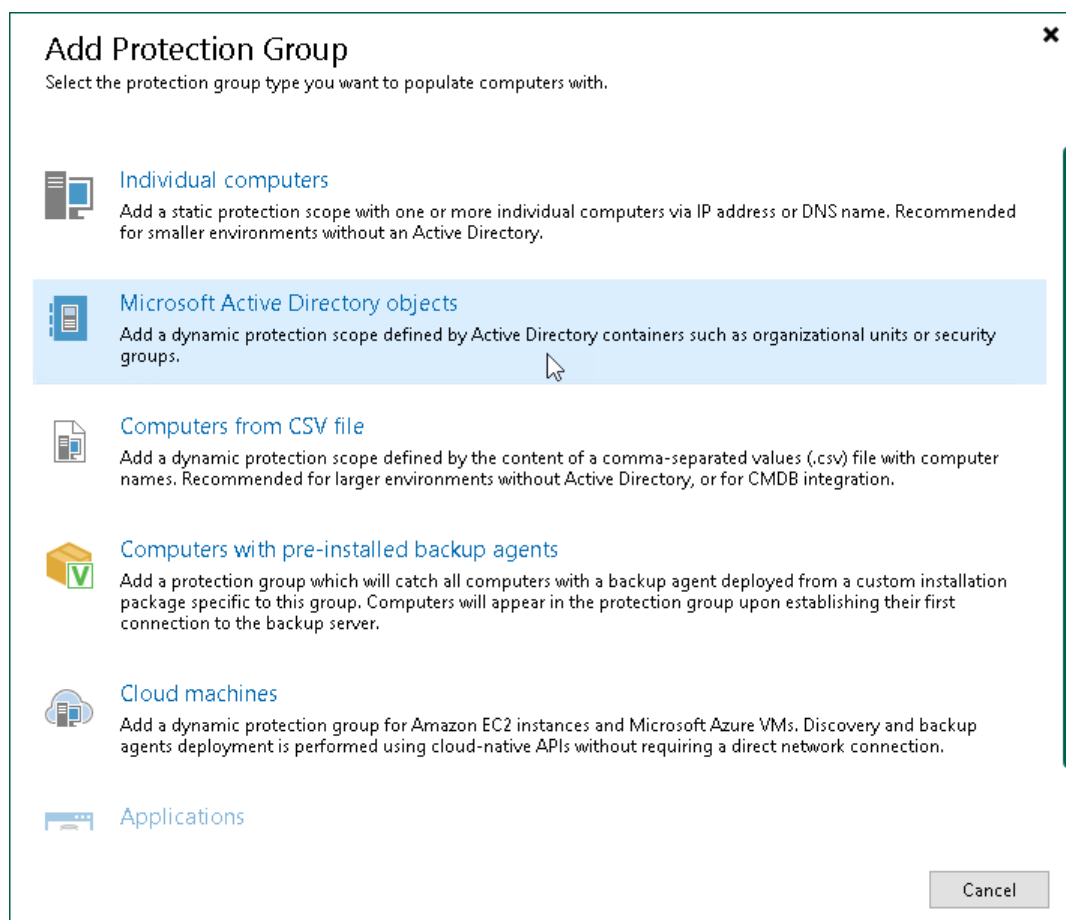 Add Protection Group
Select the protection group type you want to populate computers with.
Individual computers
Add a static protection scope with one or more individual computers via IP address or DNS name. Recommended
for smaller environments without an Active Directory.
Microsoft Active Directory objects
Add a dynamic protection scope defined by Active Directory containers such as organizational units or security
groups.
Computers from CSV file
Add a dynamic protection scope defined by the content of a comma-separated values (.csv) file with computer
names. Recommended for larger environments without Active Directory, or for CMDB integration.
Computers with pre-installed backup agents
Add a protection group which will catch all computers with a backup agent deployed from a custom installation
package specific to this group. Computers will appear in the protection group upon establishing their first
connection to the backup server.
V
Cloud machines
Add a dynamic protection group for Amazon EC2 instances and Microsoft Azure VMs. Discovery and backup
agents deployment is performed using cloud-native APIs without requiring a direct network connection.
Applications
Cancel